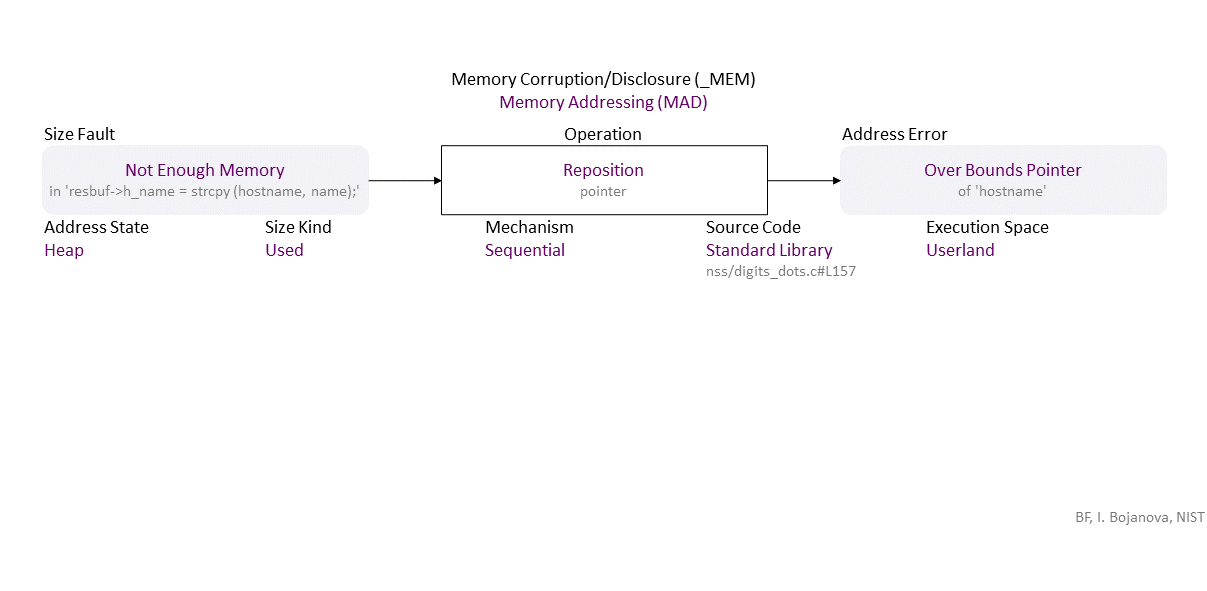 Memory Corruption/Disclosure (_MEM)
Memory Addressing (MAD)
Size Fault
Operation
Address Error
Not Enough Memory
in 'resbuf->h_name = strcpy (hostname, name);'
Reposition
pointer
Over Bounds Pointer
of 'hostname'
Address State
Size Kind
Mechanism
Source Code
Execution Space
Heap
Used
Sequential
Standard Library
Userland
nss/digits_dots.c#L157
BF, I. Bojanova, NIST